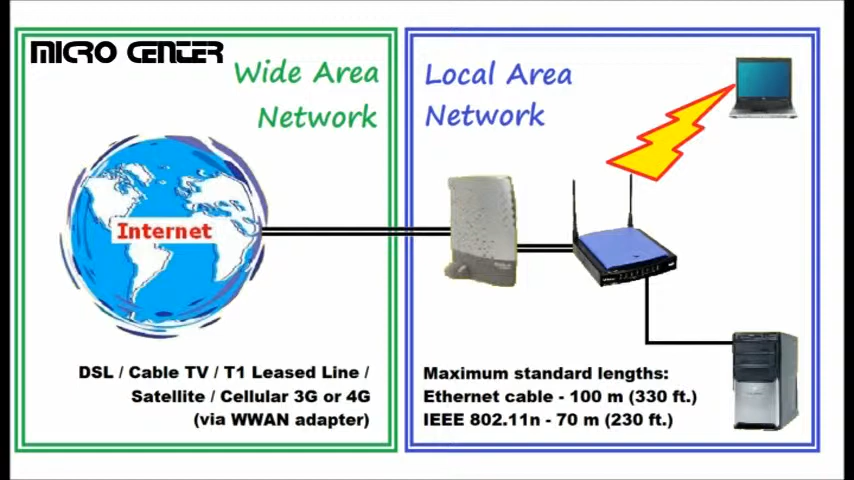 MICRO CENTER
Wide Area
Network
Internet
DSL / Cable TV / T1 Leased Line /
Satellite / Cellular 3G or 4G
(via WWAN adapter)
Local Area
Network
Maximum standard lengths:
Ethernet cable - 100 m (330 ft.)
IEEE 802.11n - 70 m (230 ft.)